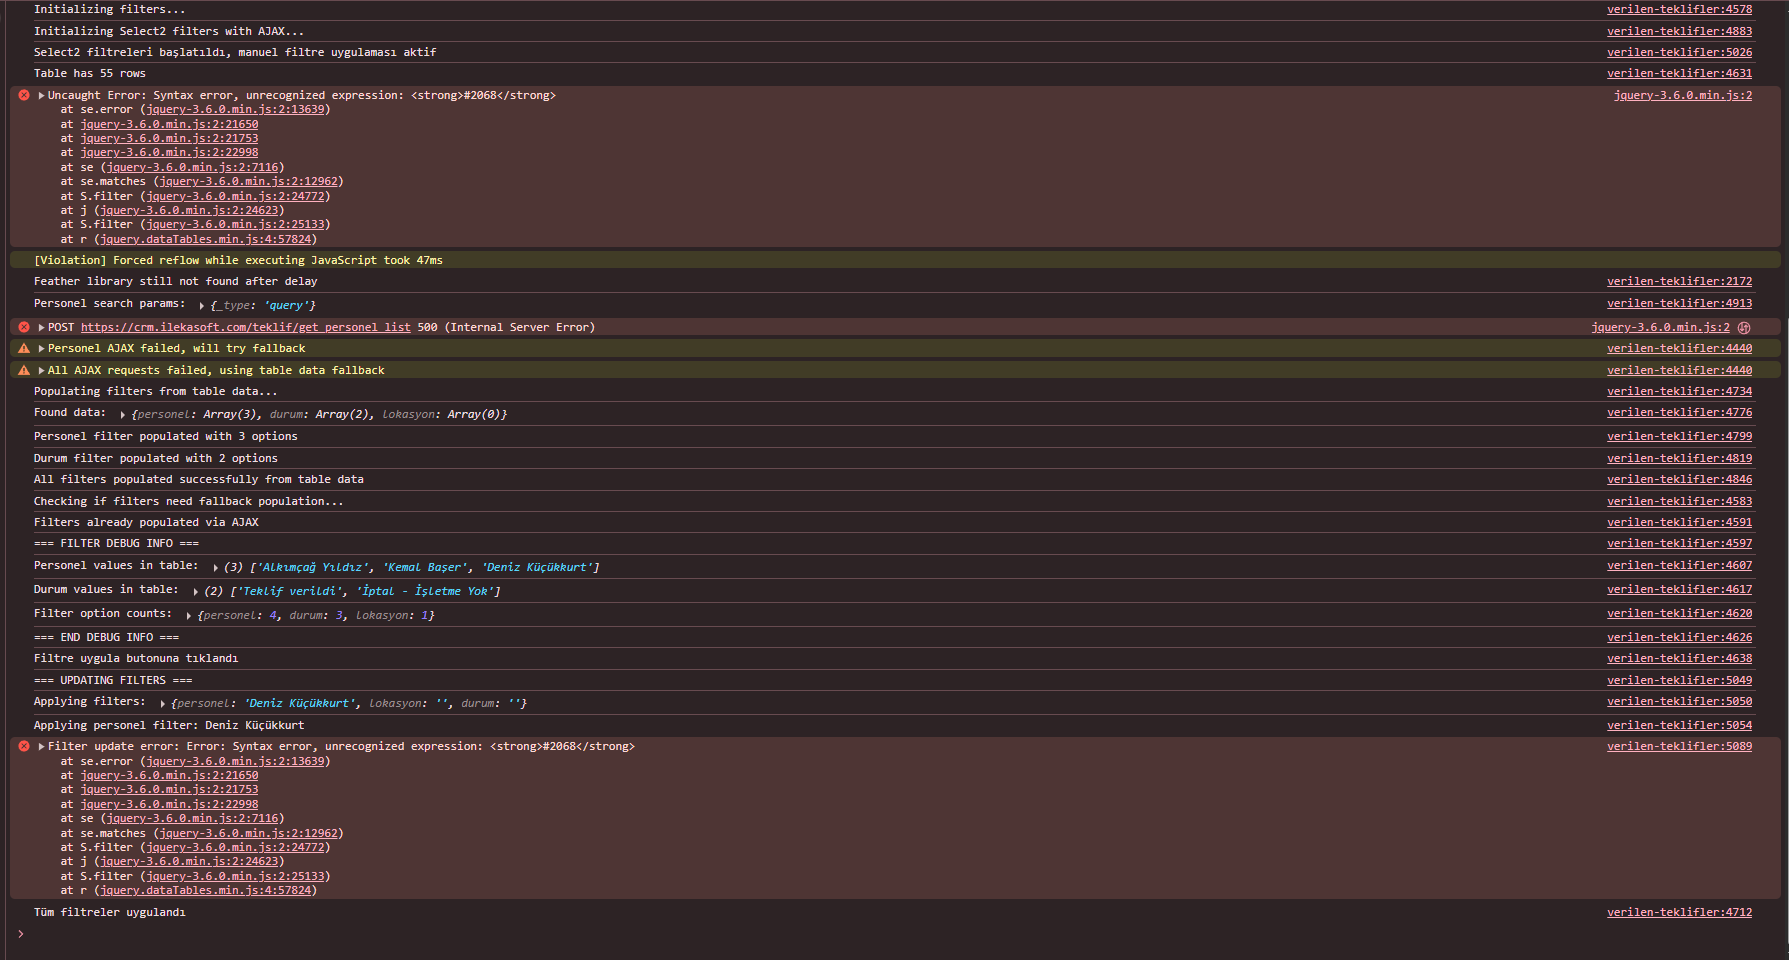 Initializing filters... verilen-teklifler:4578
Initializing Select2 filters with AJAX... verilen-teklifler:4883
Select2 filtreleri başlatıldı, manuel filtre uygulaması aktif verilen-teklifler:5026
Table has 55 rows verilen-teklifler:4631
Uncaught Error: Syntax error, unrecognized expression: <strong>#2068</strong> jquery-3.6.0.min.js:2
at se.error (jquery-3.6.0.min.js:2:13639)
at jquery-3.6.0.min.js:2:21650
at jquery-3.6.0.min.js:2:21753
at jquery-3.6.0.min.js:2:22998
at se (jquery-3.6.0.min.js:2:7116)
at se.matches (jquery-3.6.0.min.js:2:12962)
at S.filter (jquery-3.6.0.min.js:2:24772)
at j (jquery-3.6.0.min.js:2:24623)
at S.filter (jquery-3.6.0.min.js:2:25133)
at r (jquery.dataTables.min.js:4:57824)
[Violation] Forced reflow while executing JavaScript took 47ms
Feather library still not found after delay verilen-teklifler:2172
Personel search params: {_type: 'query'} verilen-teklifler:4913
POST https://crm.ilekasoft.com/teklif/get_personel_list 500 (Internal Server Error) jquery-3.6.0.min.js:2
Personel AJAX failed, will try fallback verilen-teklifler:4440
All AJAX requests failed, using table data fallback verilen-teklifler:4440
Populating filters from table data... verilen-teklifler:4734
Found data: {personel: Array(3), durum: Array(2), lokasyon: Array(0)} verilen-teklifler:4776
Personel filter populated with 3 options verilen-teklifler:4799
Durum filter populated with 2 options verilen-teklifler:4819
All filters populated successfully from table data verilen-teklifler:4846
Checking if filters need fallback population... verilen-teklifler:4583
Filters already populated via AJAX verilen-teklifler:4591
=== FILTER DEBUG INFO === verilen-teklifler:4597
Personel values in table: (3) ['Alkımçağ Yıldız', 'Kemal Başer', 'Deniz Küçükkurt'] verilen-teklifler:4607
Durum values in table: (2) ['Teklif verildi', 'İptal - İşletme Yok'] verilen-teklifler:4617
Filter option counts: {personel: 4, durum: 3, lokasyon: 1} verilen-teklifler:4620
=== END DEBUG INFO === verilen-teklifler:4626
Filtre uygula butonuna tıklandı verilen-teklifler:4638
=== UPDATING FILTERS === verilen-teklifler:5049
Applying filters: {personel: 'Deniz Küçükkurt', lokasyon: '', durum: ''} verilen-teklifler:5050
Applying personel filter: Deniz Küçükkurt verilen-teklifler:5054
Filter update error: Error: Syntax error, unrecognized expression: <strong>#2068</strong> verilen-teklifler:5089
at se.error (jquery-3.6.0.min.js:2:13639)
at jquery-3.6.0.min.js:2:21650
at jquery-3.6.0.min.js:2:21753
at jquery-3.6.0.min.js:2:22998
at se (jquery-3.6.0.min.js:2:7116)
at se.matches (jquery-3.6.0.min.js:2:12962)
at S.filter (jquery-3.6.0.min.js:2:24772)
at j (jquery-3.6.0.min.js:2:24623)
at S.filter (jquery-3.6.0.min.js:2:25133)
at r (jquery.dataTables.min.js:4:57824)
Tüm filtreler uygulandı verilen-teklifler:4712